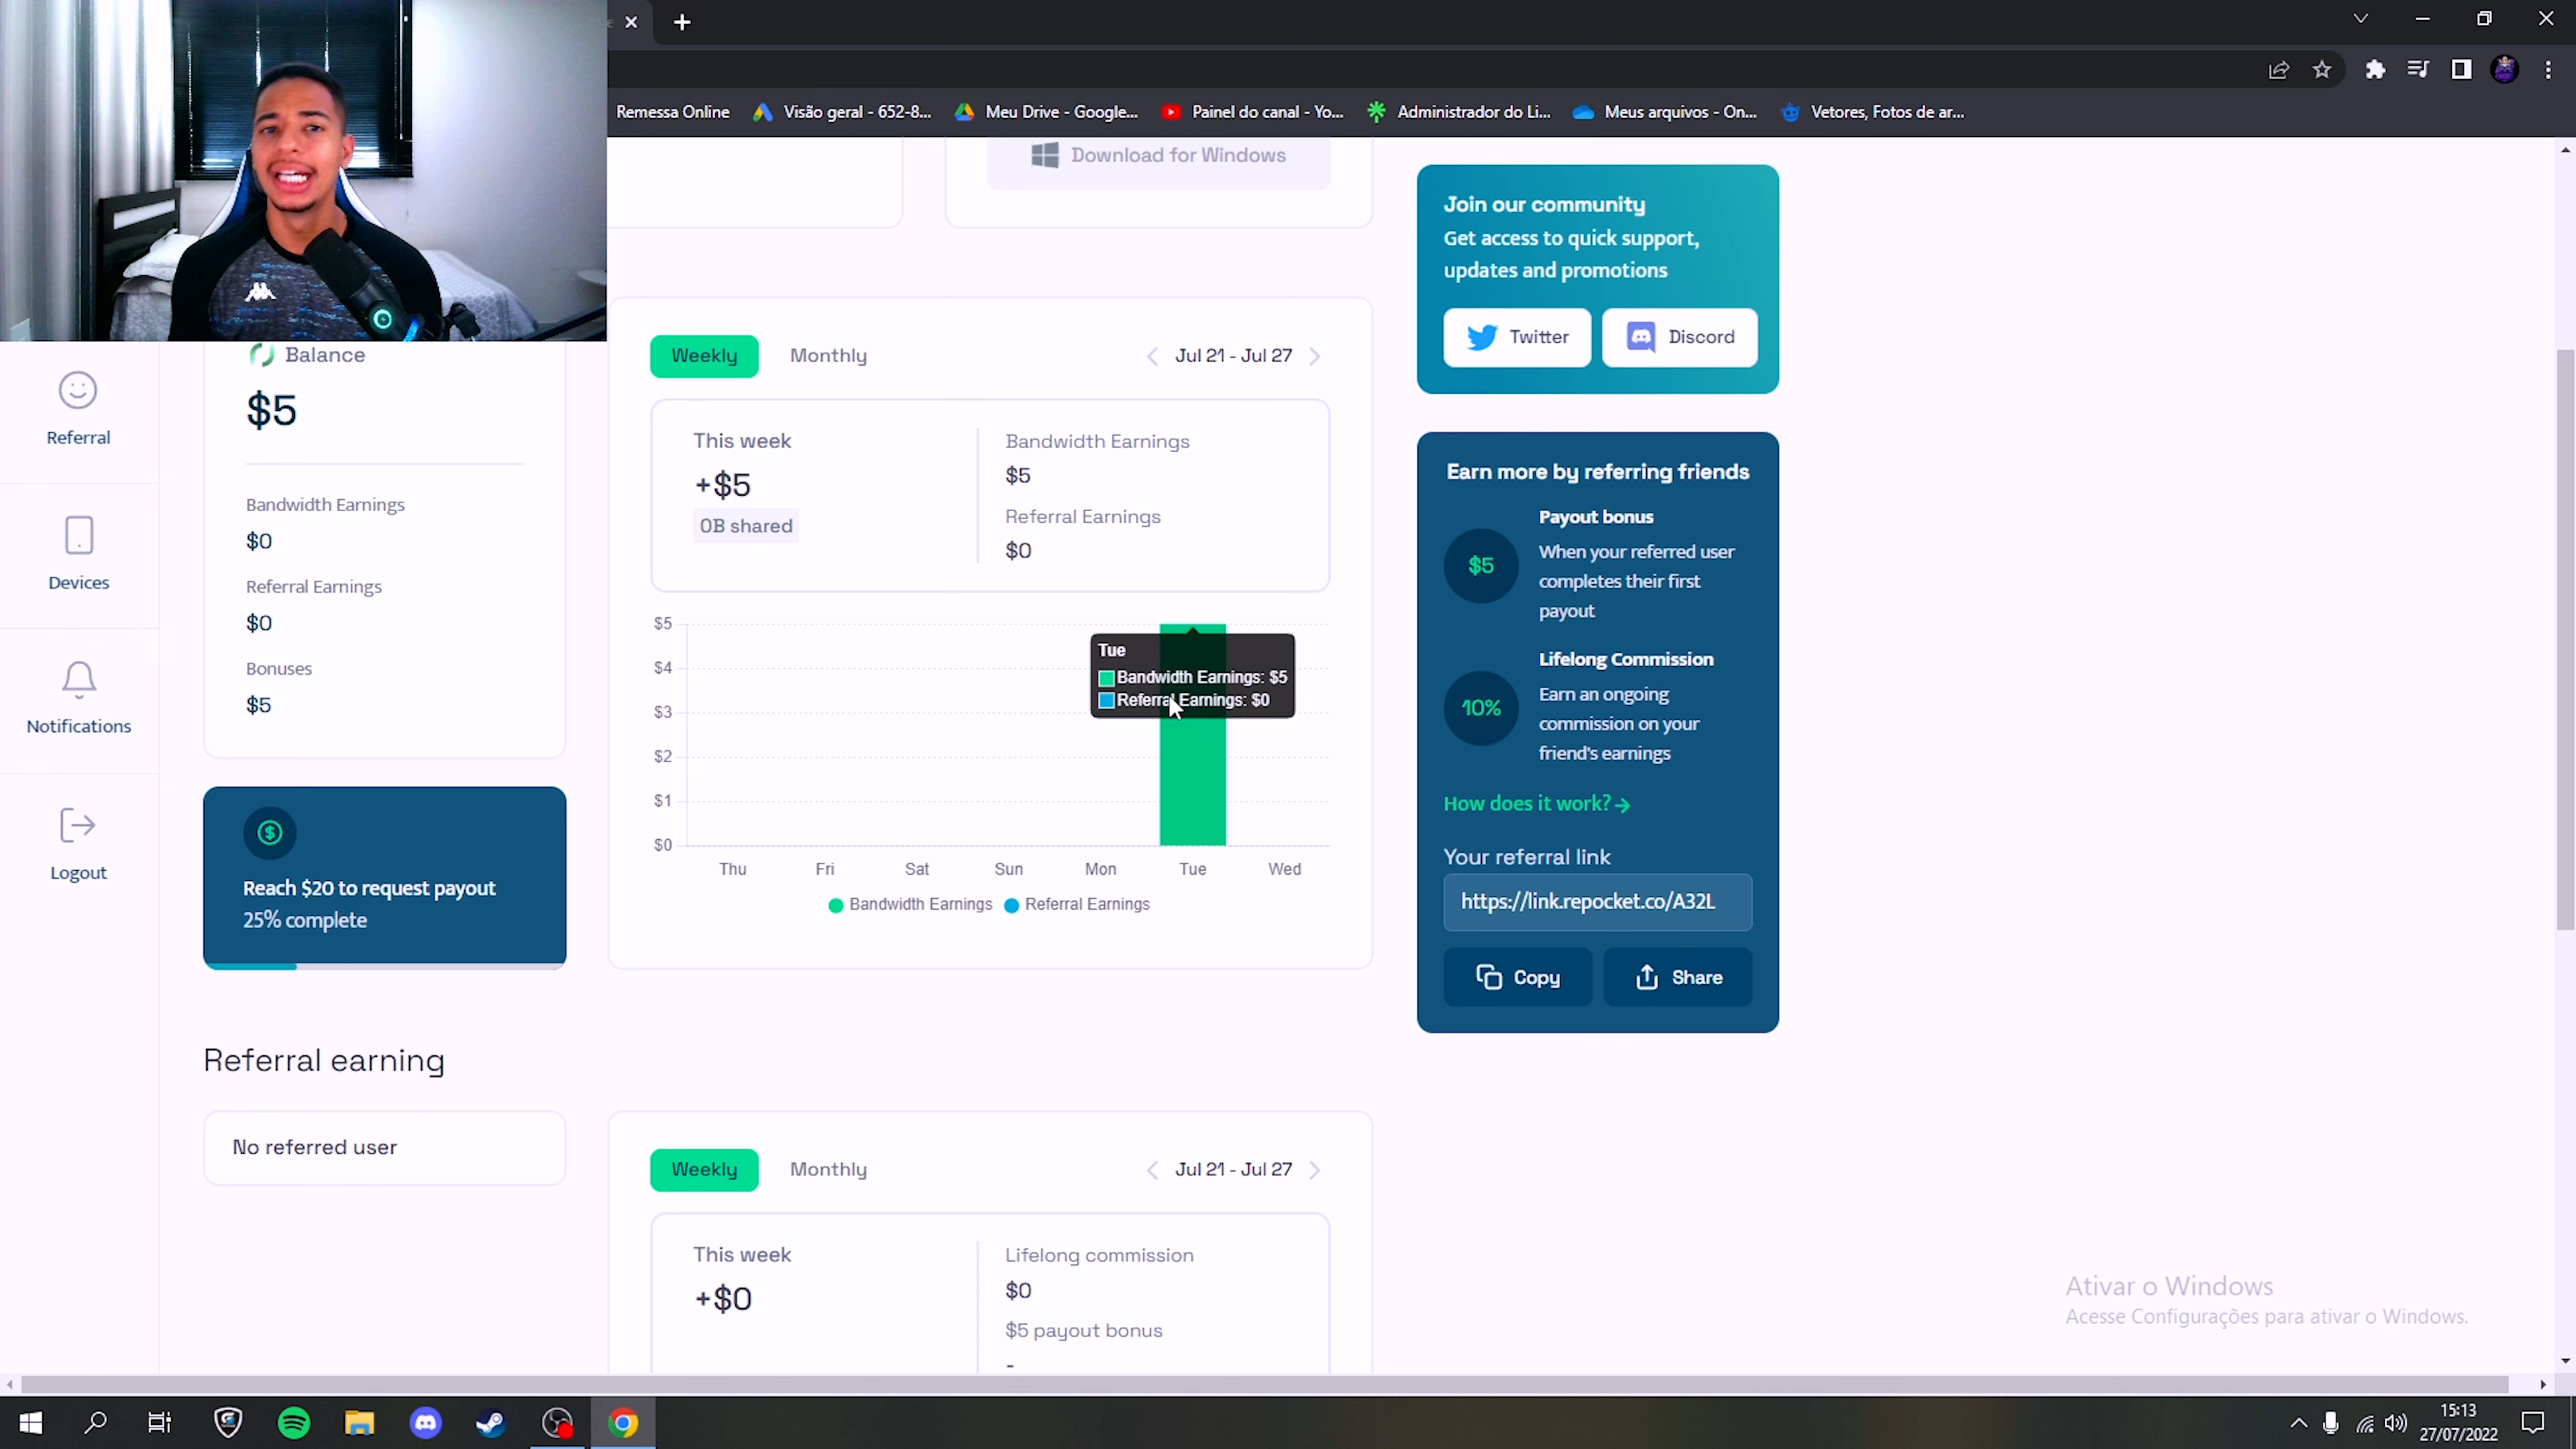 Remessa Online
Visão geral - 652-8...
Meu Drive - Google...
Painel do canal - Yo...
Administrador do Li...
Meus arquivos - On...
Vetores, Fotos de ar...
Download for Windows
Join our community
Get access to quick support,
updates and promotions
Twitter
Discord
Balance
$5
Bandwidth Earnings
$0
Referral Earnings
$0
Bonuses
$5
Referral
Devices
Notifications
Logout
Reach $20 to request payout
25% complete
Weekly
Monthly
Jul 21 - Jul 27
This week
+$5
0B shared
Bandwidth Earnings
$5
Referral Earnings
$0
$5
$4
$3
$2
$1
$0
Tue
Bandwidth Earnings: $5
Referral Earnings: $0
Thu
Fri
Sat
Sun
Mon
Tue
Wed
Bandwidth Earnings
Referral Earnings
Earn more by referring friends
$5
Payout bonus
When your referred user
completes their first
payout
10%
Lifelong Commission
Earn an ongoing
commission on your
friend's earnings
How does it work?
Your referral link
https://link.repocket.co/A32L
Copy
Share
Referral earning
No referred user
Weekly
Monthly
Jul 21 - Jul 27
This week
+$0
Lifelong commission
$0
$5 payout bonus
-
Ativar o Windows
Acesse Configurações para ativar o Windows.
15:13
27/07/2022